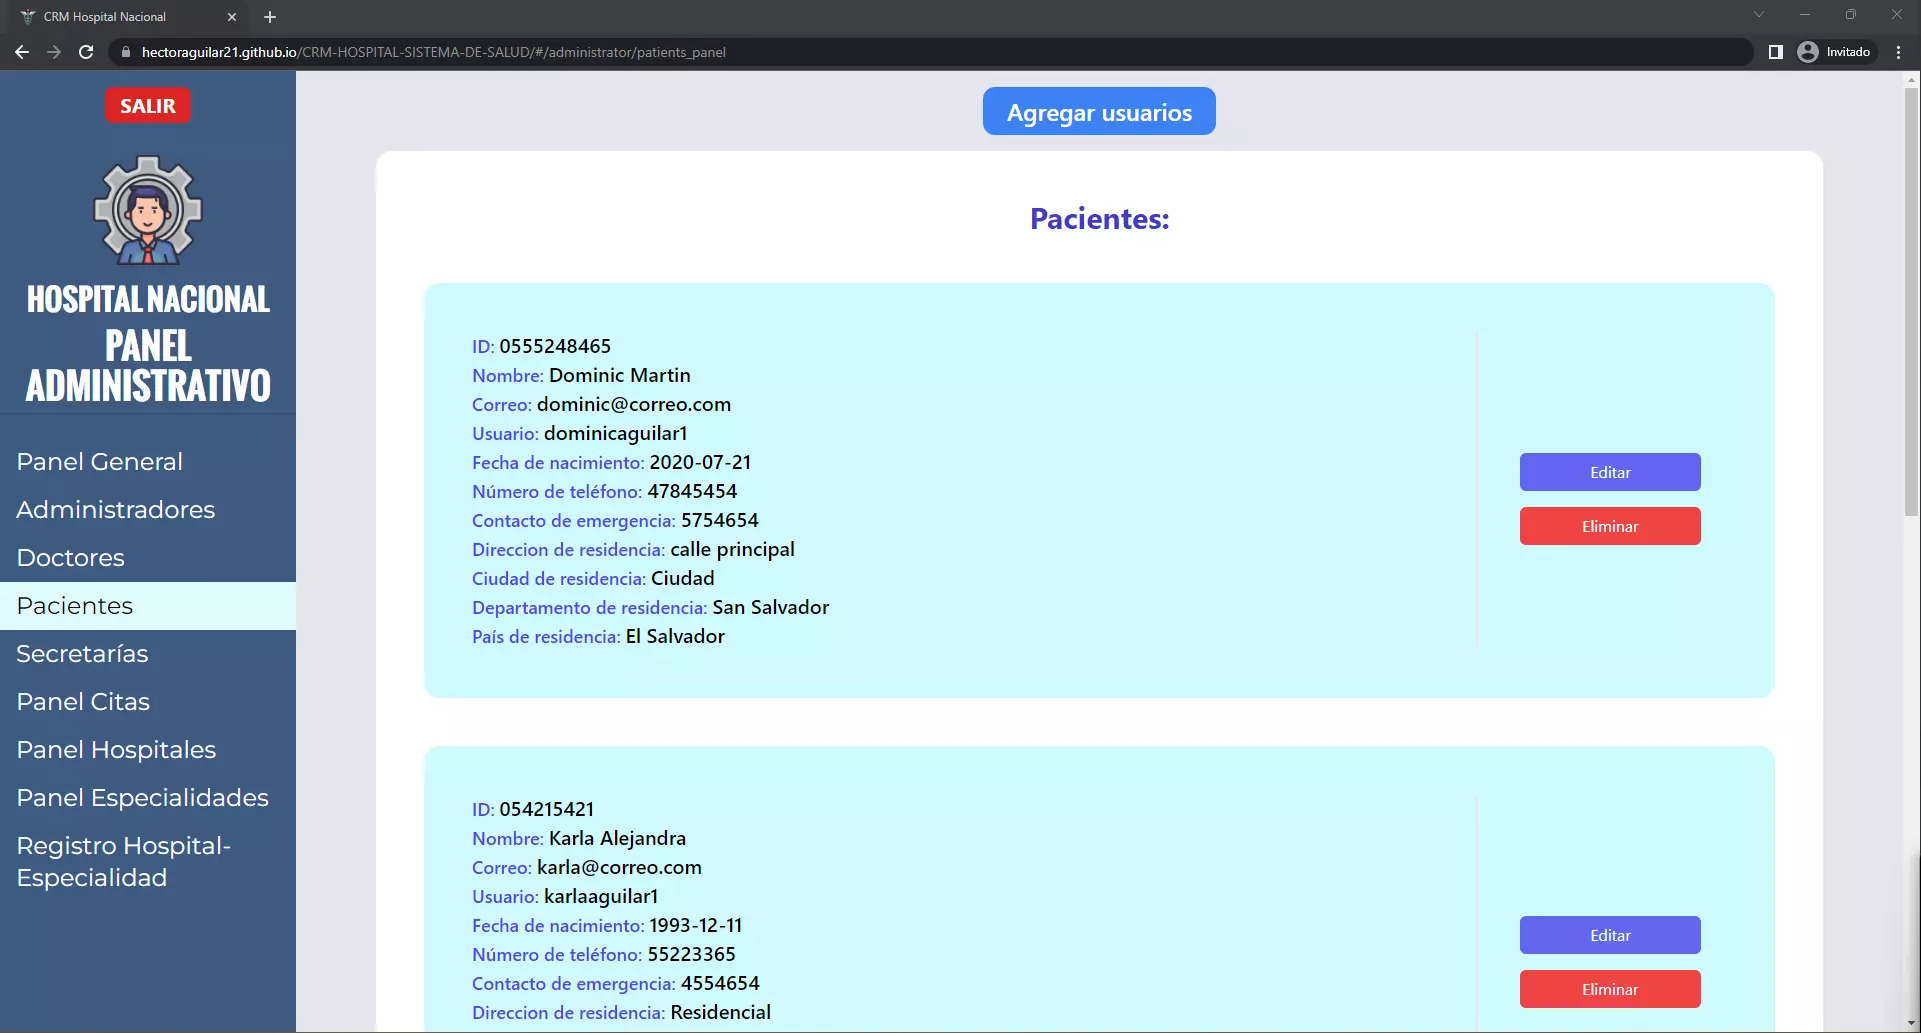 CRM Hospital Nacional
hectoraguilar21.github.io/CRM-HOSPITAL-SISTEMA-DE-SALUD/#/administrator/patients_panel
Invitado
SALIR
HOSPITAL NACIONAL
PANEL
ADMINISTRATIVO
Panel General
Administradores
Doctores
Pacientes
Secretarías
Panel Citas
Panel Hospitales
Panel Especialidades
Registro Hospital-
Especialidad
Agregar usuarios
Pacientes:
ID: 0555248465
Nombre: Dominic Martin
Correo: dominic@correo.com
Usuario: dominicaguilar1
Fecha de nacimiento: 2020-07-21
Número de teléfono: 47845454
Contacto de emergencia: 5754654
Direccion de residencia: calle principal
Ciudad de residencia: Ciudad
Departamento de residencia: San Salvador
País de residencia: El Salvador
Editar
Eliminar
ID: 054215421
Nombre: Karla Alejandra
Correo: karla@correo.com
Usuario: karlaaguilar1
Fecha de nacimiento: 1993-12-11
Número de teléfono: 55223365
Contacto de emergencia: 4554654
Direccion de residencia: Residencial
Editar
Eliminar